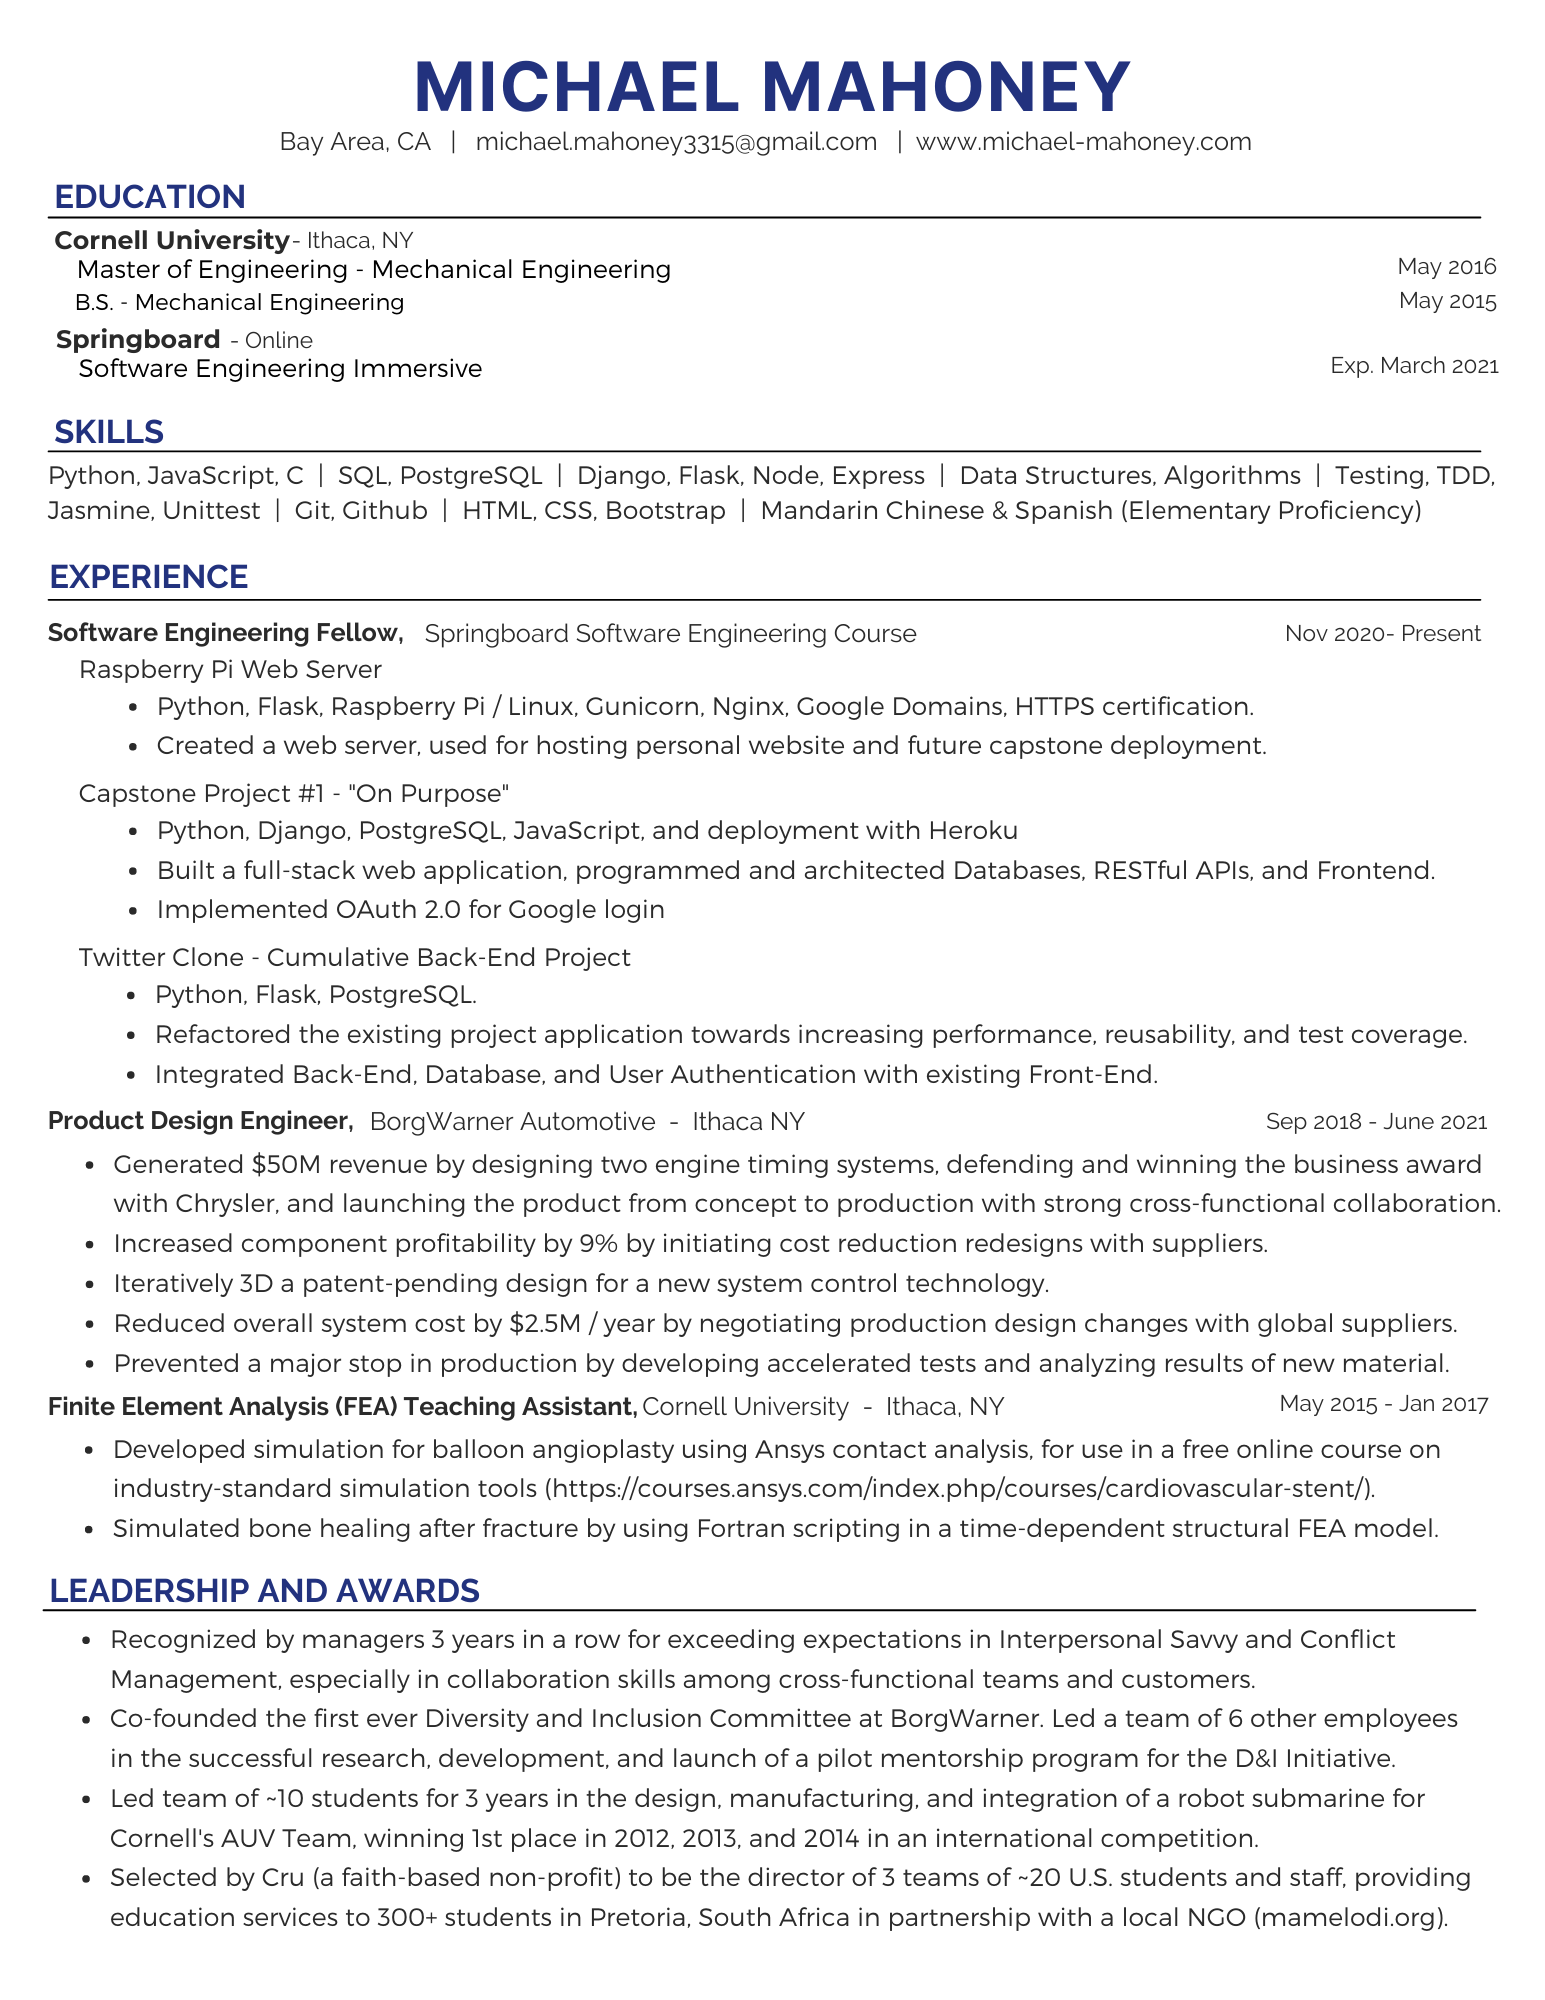 MICHAEL MAHONEY
Bay Area, CA | michael.mahoney3315@gmail.com | www.michael-mahoney.com
EDUCATION
Cornell University - Ithaca, NY
Master of Engineering - Mechanical Engineering May 2016
B.S. - Mechanical Engineering May 2015
Springboard - Online
Software Engineering Immersive Exp. March 2021
SKILLS
Python, JavaScript, C | SQL, PostgreSQL | Django, Flask, Node, Express | Data Structures, Algorithms | Testing, TDD,
Jasmine, Unittest | Git, Github | HTML, CSS, Bootstrap | Mandarin Chinese & Spanish (Elementary Proficiency)
EXPERIENCE
Software Engineering Fellow, Springboard Software Engineering Course Nov 2020- Present
Raspberry Pi Web Server
• Python, Flask, Raspberry Pi / Linux, Gunicorn, Nginx, Google Domains, HTTPS certification.
• Created a web server, used for hosting personal website and future capstone deployment.
Capstone Project #1 - "On Purpose"
• Python, Django, PostgreSQL, JavaScript, and deployment with Heroku
• Built a full-stack web application, programmed and architected Databases, RESTful APIs, and Frontend.
• Implemented OAuth 2.0 for Google login
Twitter Clone - Cumulative Back-End Project
• Python, Flask, PostgreSQL.
• Refactored the existing project application towards increasing performance, reusability, and test coverage.
• Integrated Back-End, Database, and User Authentication with existing Front-End.
Product Design Engineer, BorgWarner Automotive - Ithaca NY Sep 2018 - June 2021
• Generated $50M revenue by designing two engine timing systems, defending and winning the business award
with Chrysler, and launching the product from concept to production with strong cross-functional collaboration.
• Increased component profitability by 9% by initiating cost reduction redesigns with suppliers.
• Iteratively 3D a patent-pending design for a new system control technology.
• Reduced overall system cost by $2.5M / year by negotiating production design changes with global suppliers.
• Prevented a major stop in production by developing accelerated tests and analyzing results of new material.
Finite Element Analysis (FEA) Teaching Assistant, Cornell University - Ithaca, NY May 2015 - Jan 2017
• Developed simulation for balloon angioplasty using Ansys contact analysis, for use in a free online course on
industry-standard simulation tools (https://courses.ansys.com/index.php/courses/cardiovascular-stent/).
• Simulated bone healing after fracture by using Fortran scripting in a time-dependent structural FEA model.
LEADERSHIP AND AWARDS
• Recognized by managers 3 years in a row for exceeding expectations in Interpersonal Savvy and Conflict
Management, especially in collaboration skills among cross-functional teams and customers.
• Co-founded the first ever Diversity and Inclusion Committee at BorgWarner. Led a team of 6 other employees
in the successful research, development, and launch of a pilot mentorship program for the D&I Initiative.
• Led team of ~10 students for 3 years in the design, manufacturing, and integration of a robot submarine for
Cornell's AUV Team, winning 1st place in 2012, 2013, and 2014 in an international competition.
• Selected by Cru (a faith-based non-profit) to be the director of 3 teams of ~20 U.S. students and staff, providing
education services to 300+ students in Pretoria, South Africa in partnership with a local NGO (mamelodi.org).